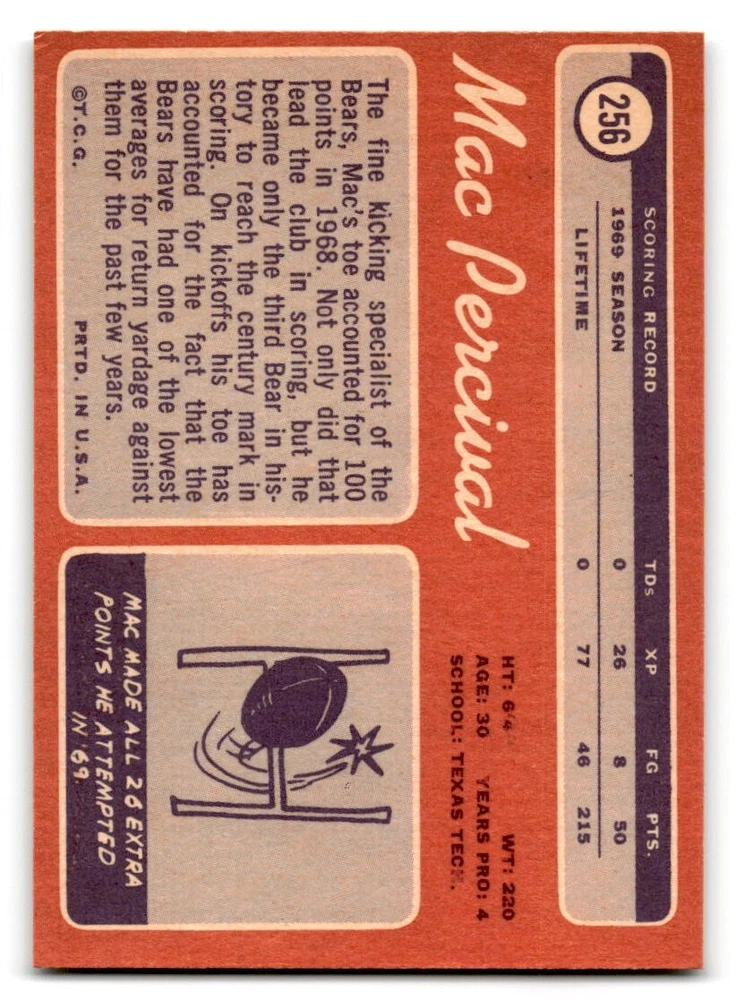 256
SCORING RECORD TDs XP FG PTS.
1969 SEASON 0 26 8 50
LIFETIME 0 77 46 215
Mac Percival
HT: 6'4 WT: 220
AGE: 30 YEARS PRO: 4
SCHOOL: TEXAS TECH.
The fine kicking specialist of the
Bears, Mac's toe accounted for 100
points in 1968. Not only did that
lead the club in scoring, but he
became only the third Bear in his-
tory to reach the century mark in
scoring. On kickoffs his toe has
accounted for the fact that the
Bears have had one of the lowest
averages for return yardage against
them for the past few years.
©T.C.G. PRTD. IN U.S.A.
MAC MADE ALL 26 EXTRA
POINTS HE ATTEMPTED
IN '69.